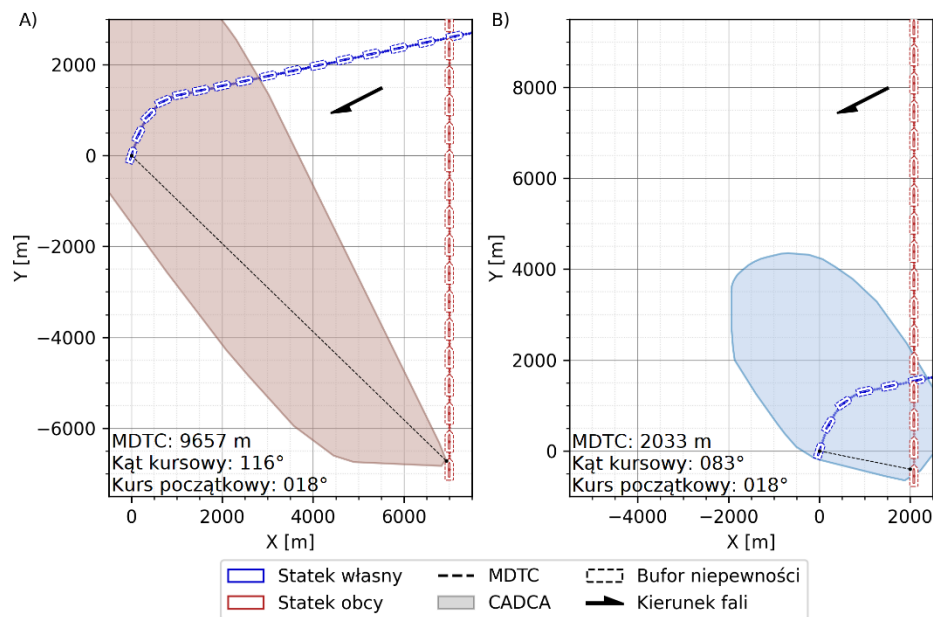 A)
2000
0
−2000
−4000
−6000
Y [m]
MDTC: 9657 m
Kąt kursowy: 116°
Kurs początkowy: 018°
0 2000 4000 6000
X [m]
B)
8000
6000
4000
2000
0
Y [m]
MDTC: 2033 m
Kąt kursowy: 083°
Kurs początkowy: 018°
−4000 −2000 0 2000
X [m]
Statek własny
Statek obcy
MDTC
CADCA
Bufor niepewności
Kierunek fali